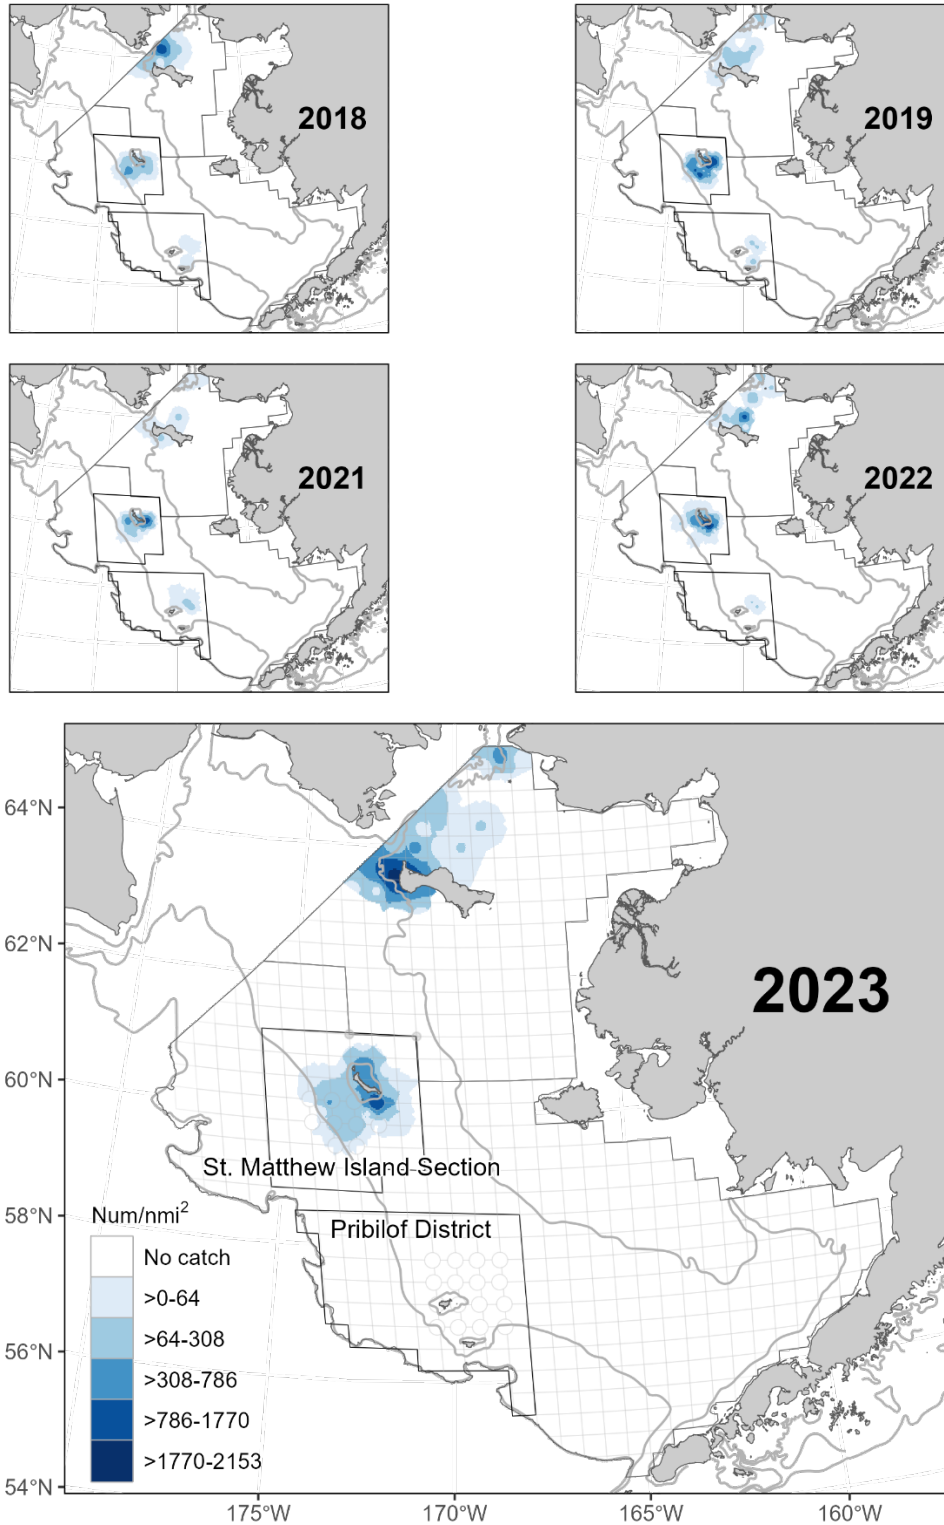 2018
2019
2021
2022
2023
64°N
62°N
60°N
58°N
56°N
54°N
St. Matthew Island Section
Pribilof District
Num/nmi²
No catch
>0-64
>64-308
>308-786
>786-1770
>1770-2153
175°W
170°W
165°W
160°W